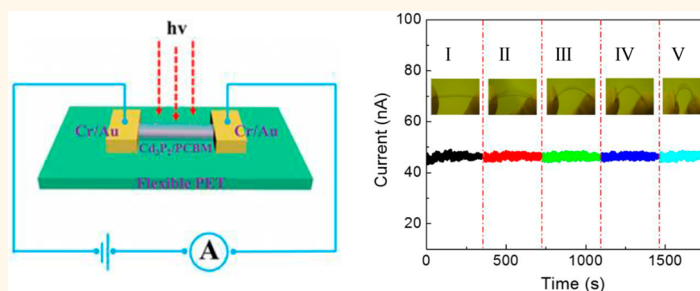 hν
Cr/Au
Cr/Au
Cd₃P₂/PCBM
Flexible PET
A
100
80
60
40
20
Current (nA)
I II III IV V
0 500 1000 1500
Time (s)